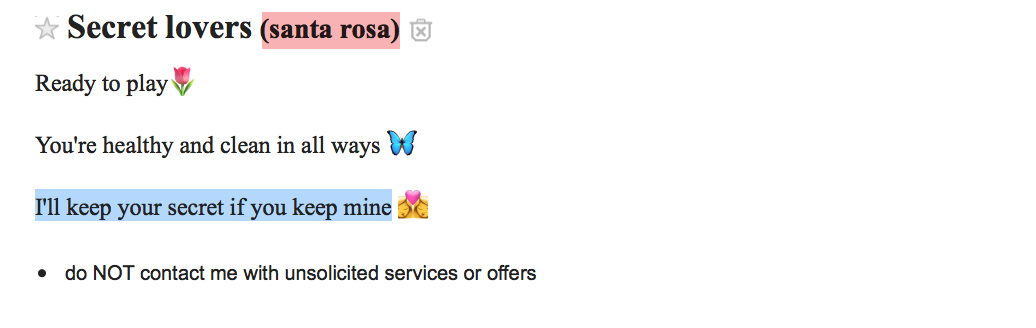 Secret lovers (santa rosa)
Ready to play🌷
You're healthy and clean in all ways 🦋
I'll keep your secret if you keep mine 💏
• do NOT contact me with unsolicited services or offers